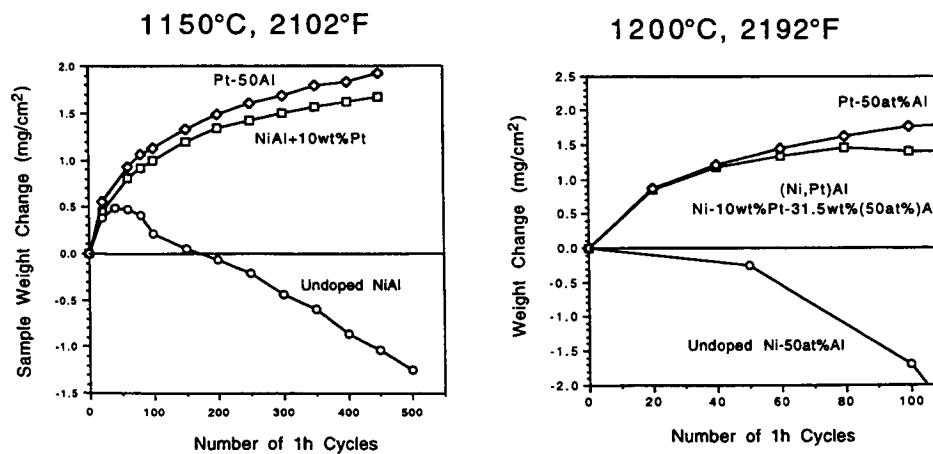 1150°C, 2102°F
Sample Weight Change (mg/cm²)
2.0
1.5
1.0
0.5
0.0
-0.5
-1.0
-1.5
Pt-50Al
NiAl+10wt%Pt
Undoped NiAl
0
100
200
300
400
500
Number of 1h Cycles
1200°C, 2192°F
Weight Change (mg/cm²)
2.5
2.0
1.5
1.0
0.5
0.0
-0.5
-1.0
-1.5
-2.0
Pt-50at%Al
(Ni,Pt)Al
Ni-10wt%Pt-31.5wt%(50at%)A
Undoped Ni-50at%Al
0
20
40
60
80
100
Number of 1h Cycles